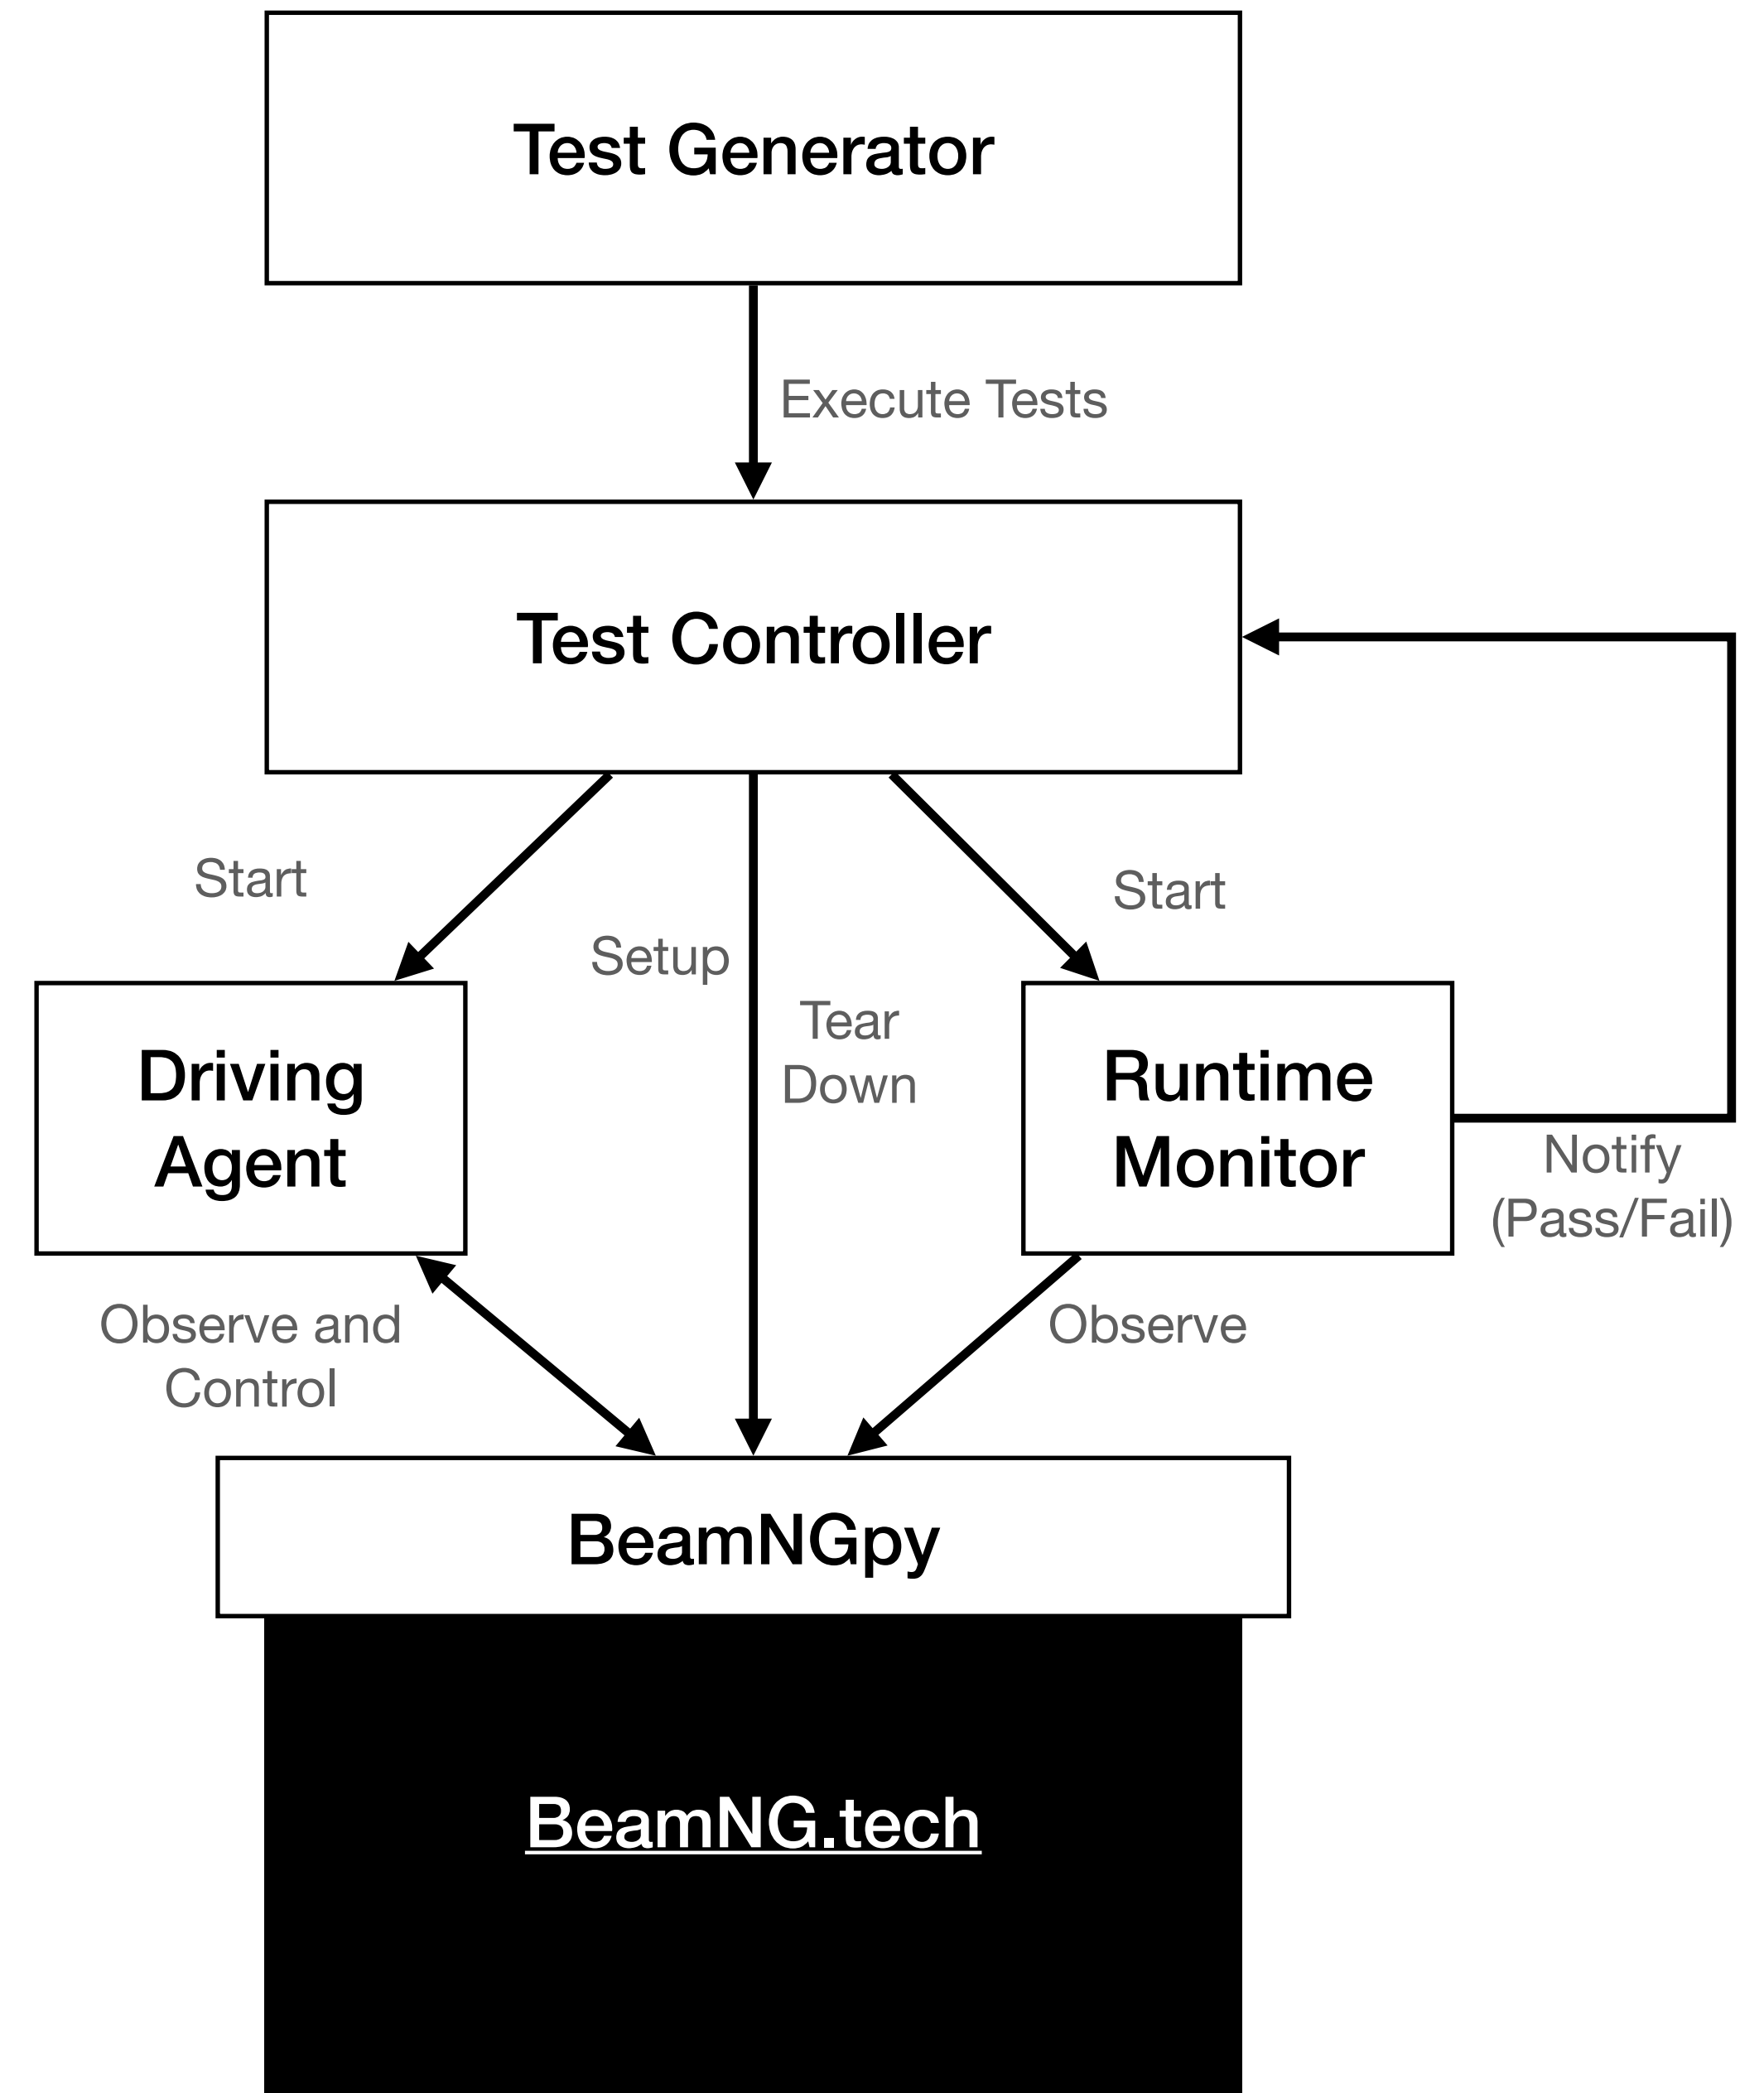 Test Generator
Execute Tests
Test Controller
Start
Start
Setup
Tear
Down
Driving
Agent
Runtime
Monitor
Notify
(Pass/Fail)
Observe and
Control
Observe
BeamNGpy
BeamNG.tech